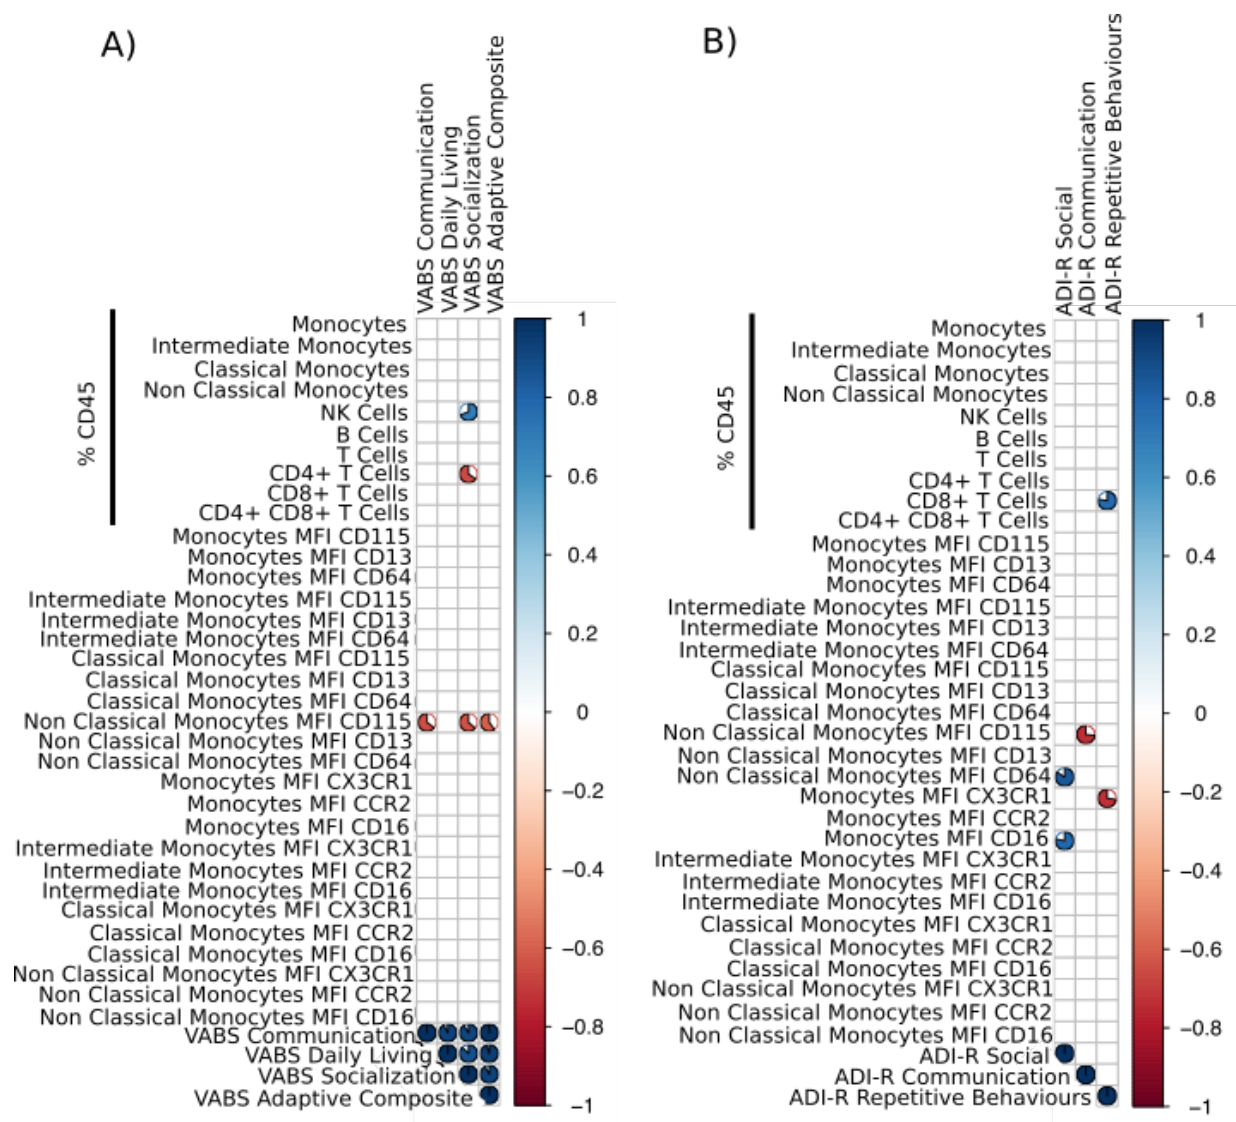 A)
VABS Communication
VABS Daily Living
VABS Socialization
VABS Adaptive Composite
% CD45
Monocytes
Intermediate Monocytes
Classical Monocytes
Non Classical Monocytes
NK Cells
B Cells
T Cells
CD4+ T Cells
CD8+ T Cells
CD4+ CD8+ T Cells
Monocytes MFI CD115
Monocytes MFI CD13
Monocytes MFI CD64
Intermediate Monocytes MFI CD115
Intermediate Monocytes MFI CD13
Intermediate Monocytes MFI CD64
Classical Monocytes MFI CD115
Classical Monocytes MFI CD13
Classical Monocytes MFI CD64
Non Classical Monocytes MFI CD115
Non Classical Monocytes MFI CD13
Non Classical Monocytes MFI CD64
Monocytes MFI CX3CR1
Monocytes MFI CCR2
Monocytes MFI CD16
Intermediate Monocytes MFI CX3CR1
Intermediate Monocytes MFI CCR2
Intermediate Monocytes MFI CD16
Classical Monocytes MFI CX3CR1
Classical Monocytes MFI CCR2
Classical Monocytes MFI CD16
Non Classical Monocytes MFI CX3CR1
Non Classical Monocytes MFI CCR2
Non Classical Monocytes MFI CD16
VABS Communication
VABS Daily Living
VABS Socialization
VABS Adaptive Composite
1
0.8
0.6
0.4
0.2
0
−0.2
−0.4
−0.6
−0.8
−1
B)
ADI-R Social
ADI-R Communication
ADI-R Repetitive Behaviours
% CD45
Monocytes
Intermediate Monocytes
Classical Monocytes
Non Classical Monocytes
NK Cells
B Cells
T Cells
CD4+ T Cells
CD8+ T Cells
CD4+ CD8+ T Cells
Monocytes MFI CD115
Monocytes MFI CD13
Monocytes MFI CD64
Intermediate Monocytes MFI CD115
Intermediate Monocytes MFI CD13
Intermediate Monocytes MFI CD64
Classical Monocytes MFI CD115
Classical Monocytes MFI CD13
Classical Monocytes MFI CD64
Non Classical Monocytes MFI CD115
Non Classical Monocytes MFI CD13
Non Classical Monocytes MFI CD64
Monocytes MFI CX3CR1
Monocytes MFI CCR2
Monocytes MFI CD16
Intermediate Monocytes MFI CX3CR1
Intermediate Monocytes MFI CCR2
Intermediate Monocytes MFI CD16
Classical Monocytes MFI CX3CR1
Classical Monocytes MFI CCR2
Classical Monocytes MFI CD16
Non Classical Monocytes MFI CX3CR1
Non Classical Monocytes MFI CCR2
Non Classical Monocytes MFI CD16
ADI-R Social
ADI-R Communication
ADI-R Repetitive Behaviours
1
0.8
0.6
0.4
0.2
0
−0.2
−0.4
−0.6
−0.8
−1